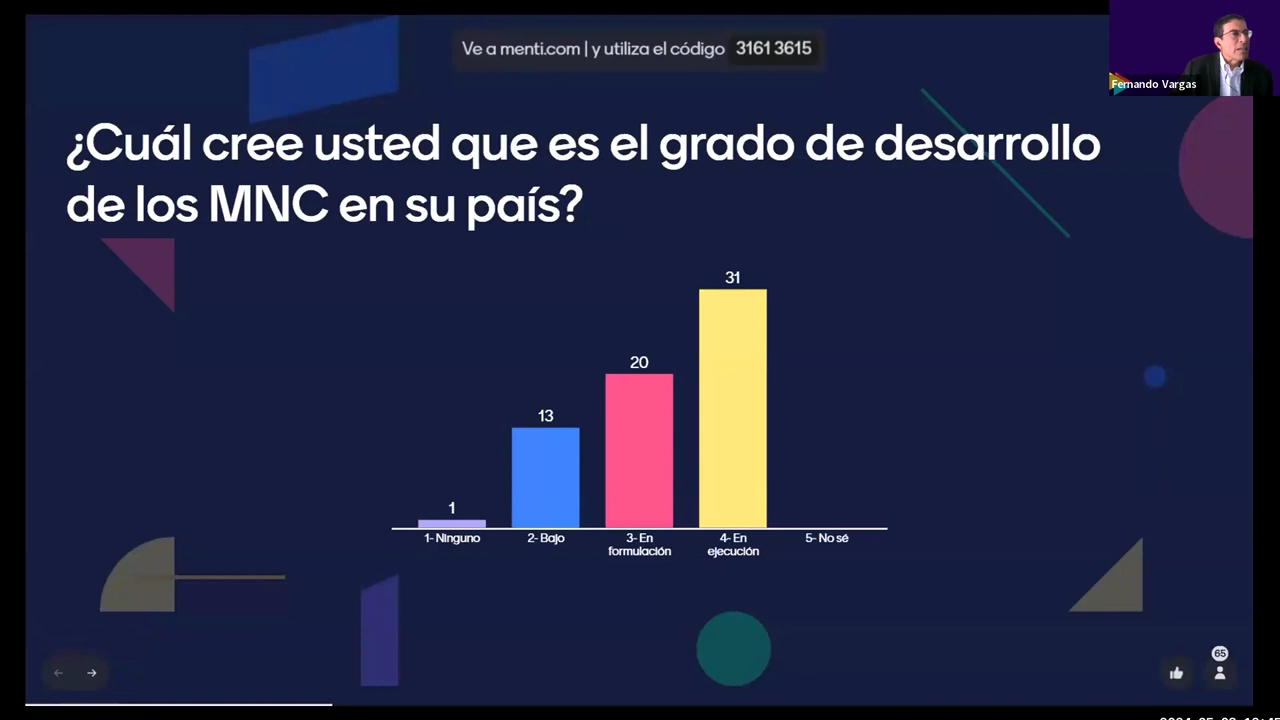 Ve a menti.com | y utiliza el código 3161 3615
Fernando Vargas
¿Cuál cree usted que es el grado de desarrollo
de los MNC en su país?
31
20
13
1
1- Ninguno
2- Bajo
3- En
formulación
4- En
ejecución
5- No sé
65